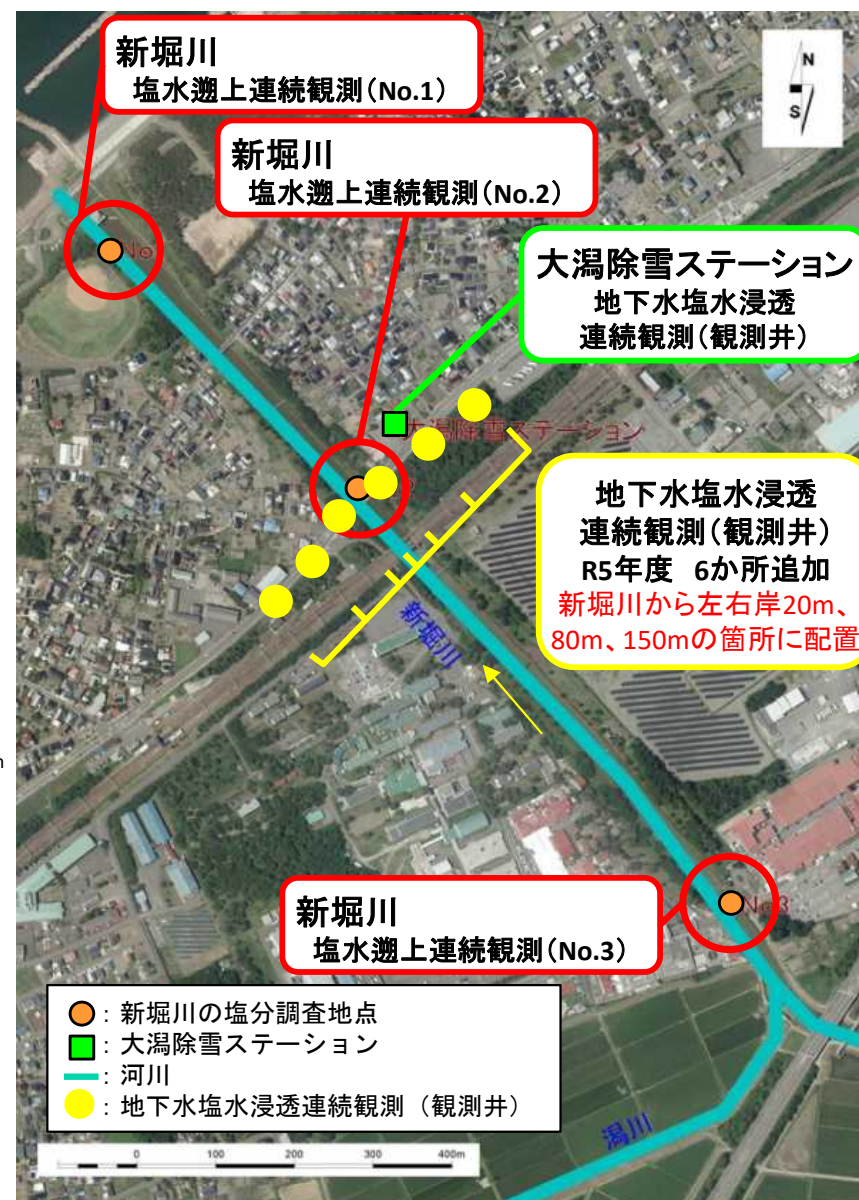 新堀川
塩水遡上連続観測(No.1)
N
S
新堀川
塩水遡上連続観測(No.2)
大潟除雪ステーション
地下水塩水浸透
連続観測(観測井)
大潟除雪ステーション
地下水塩水浸透
連続観測(観測井)
R5年度 6か所追加
新堀川から左右岸20m、
80m、150mの箇所に配置
新堀川
新堀川
塩水遡上連続観測(No.3)
No3
:新堀川の塩分調査地点
:大潟除雪ステーション
:河川
:地下水塩水浸透連続観測 (観測井)
潟川
0 100 200 300 400m